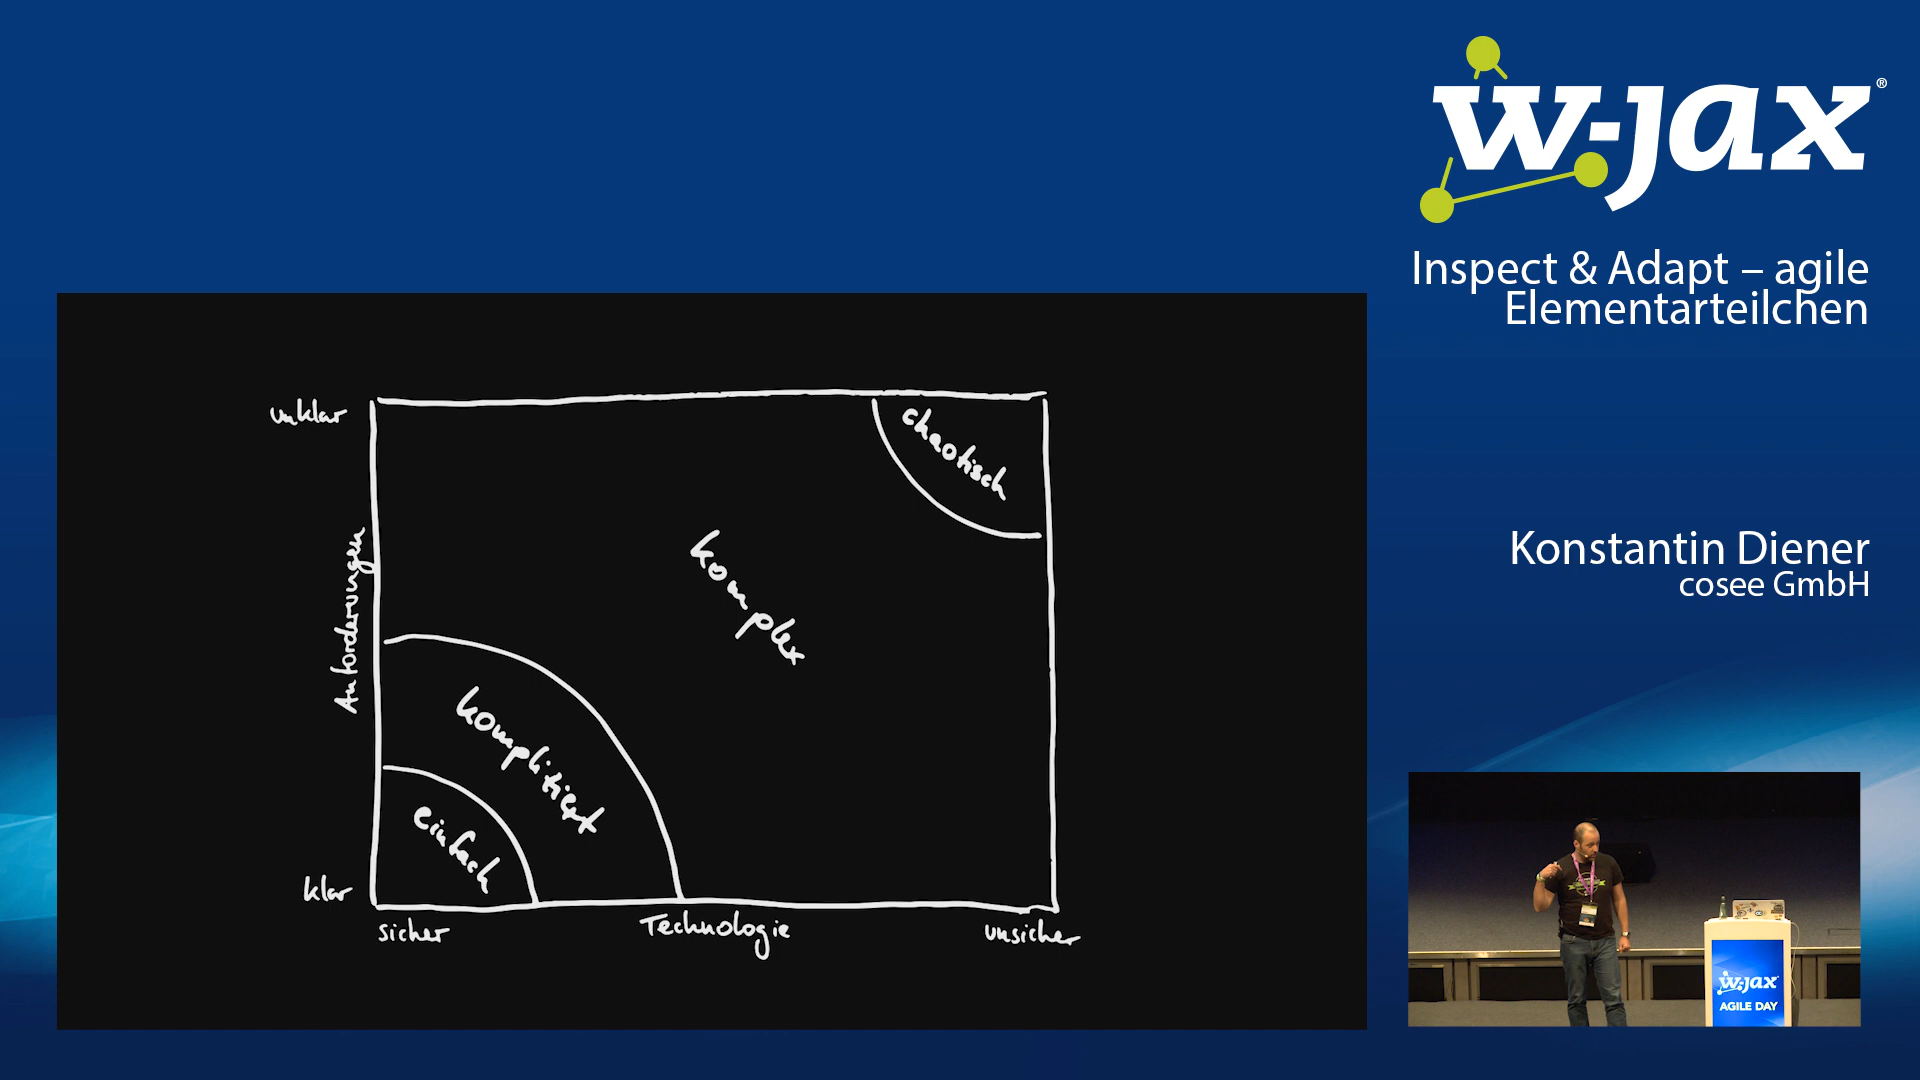 w-jax®
Inspect & Adapt – agile
Elementarteilchen
Konstantin Diener
cosee GmbH
unklar
Anforderungen
klar
sicher
Technologie
unsicher
chaotisch
komplex
kompliziert
einfach
w-jax
AGILE DAY